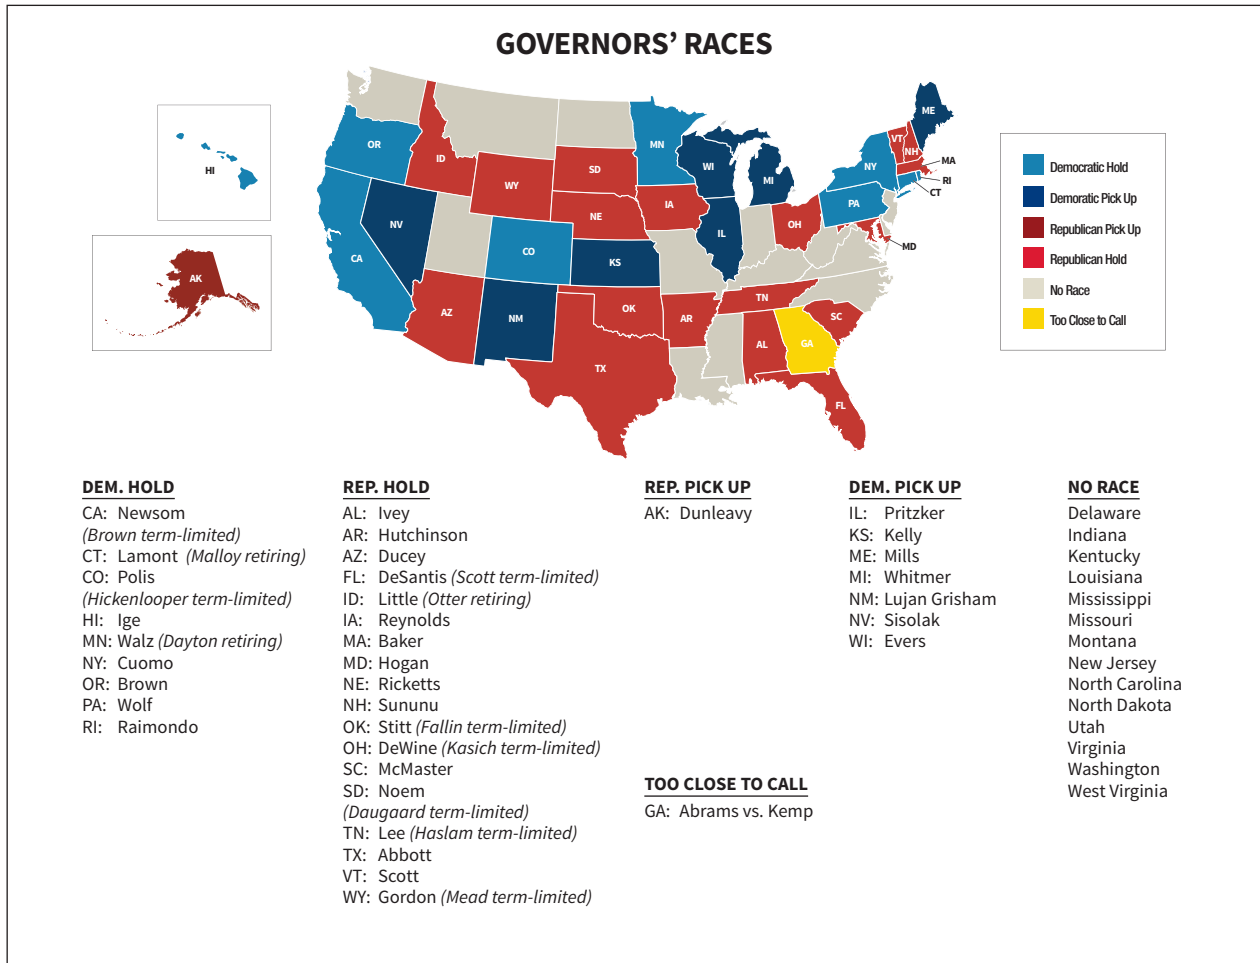 GOVERNORS’ RACES
HI
AK
OR
CA
NV
ID
WY
AZ
NM
CO
SD
NE
KS
OK
TX
MN
IA
AR
WI
IL
MI
OH
TN
AL
GA
SC
FL
PA
NY
VT
NH
ME
MA
RI
CT
MD
Democratic Hold
Demcratic Pick Up
Republican Pick Up
Republican Hold
No Race
Too Close to Call
DEM. HOLD
CA: Newsom
(Brown term-limited)
CT: Lamont (Malloy retiring)
CO: Polis
(Hickenlooper term-limited)
HI: Ige
MN: Walz (Dayton retiring)
NY: Cuomo
OR: Brown
PA: Wolf
RI: Raimondo
REP. HOLD
AL: Ivey
AR: Hutchinson
AZ: Ducey
FL: DeSantis (Scott term-limited)
ID: Little (Otter retiring)
IA: Reynolds
MA: Baker
MD: Hogan
NE: Ricketts
NH: Sununu
OK: Stitt (Fallin term-limited)
OH: DeWine (Kasich term-limited)
SC: McMaster
SD: Noem
(Daugaard term-limited)
TN: Lee (Haslam term-limited)
TX: Abbott
VT: Scott
WY: Gordon (Mead term-limited)
REP. PICK UP
AK: Dunleavy
TOO CLOSE TO CALL
GA: Abrams vs. Kemp
DEM. PICK UP
IL: Pritzker
KS: Kelly
ME: Mills
MI: Whitmer
NM: Lujan Grisham
NV: Sisolak
WI: Evers
NO RACE
Delaware
Indiana
Kentucky
Louisiana
Mississippi
Missouri
Montana
New Jersey
North Carolina
North Dakota
Utah
Virginia
Washington
West Virginia